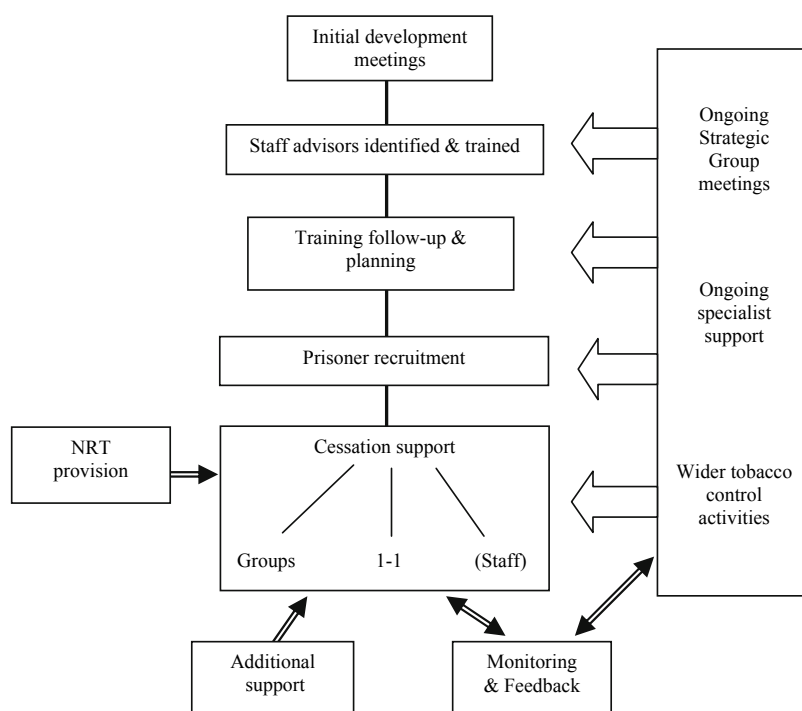 Initial development
meetings
Staff advisors identified & trained
Training follow-up &
planning
Prisoner recruitment
Cessation support
Groups
1-1
(Staff)
NRT
provision
Additional
support
Monitoring
& Feedback
Ongoing
Strategic
Group
meetings
Ongoing
specialist
support
Wider tobacco
control
activities